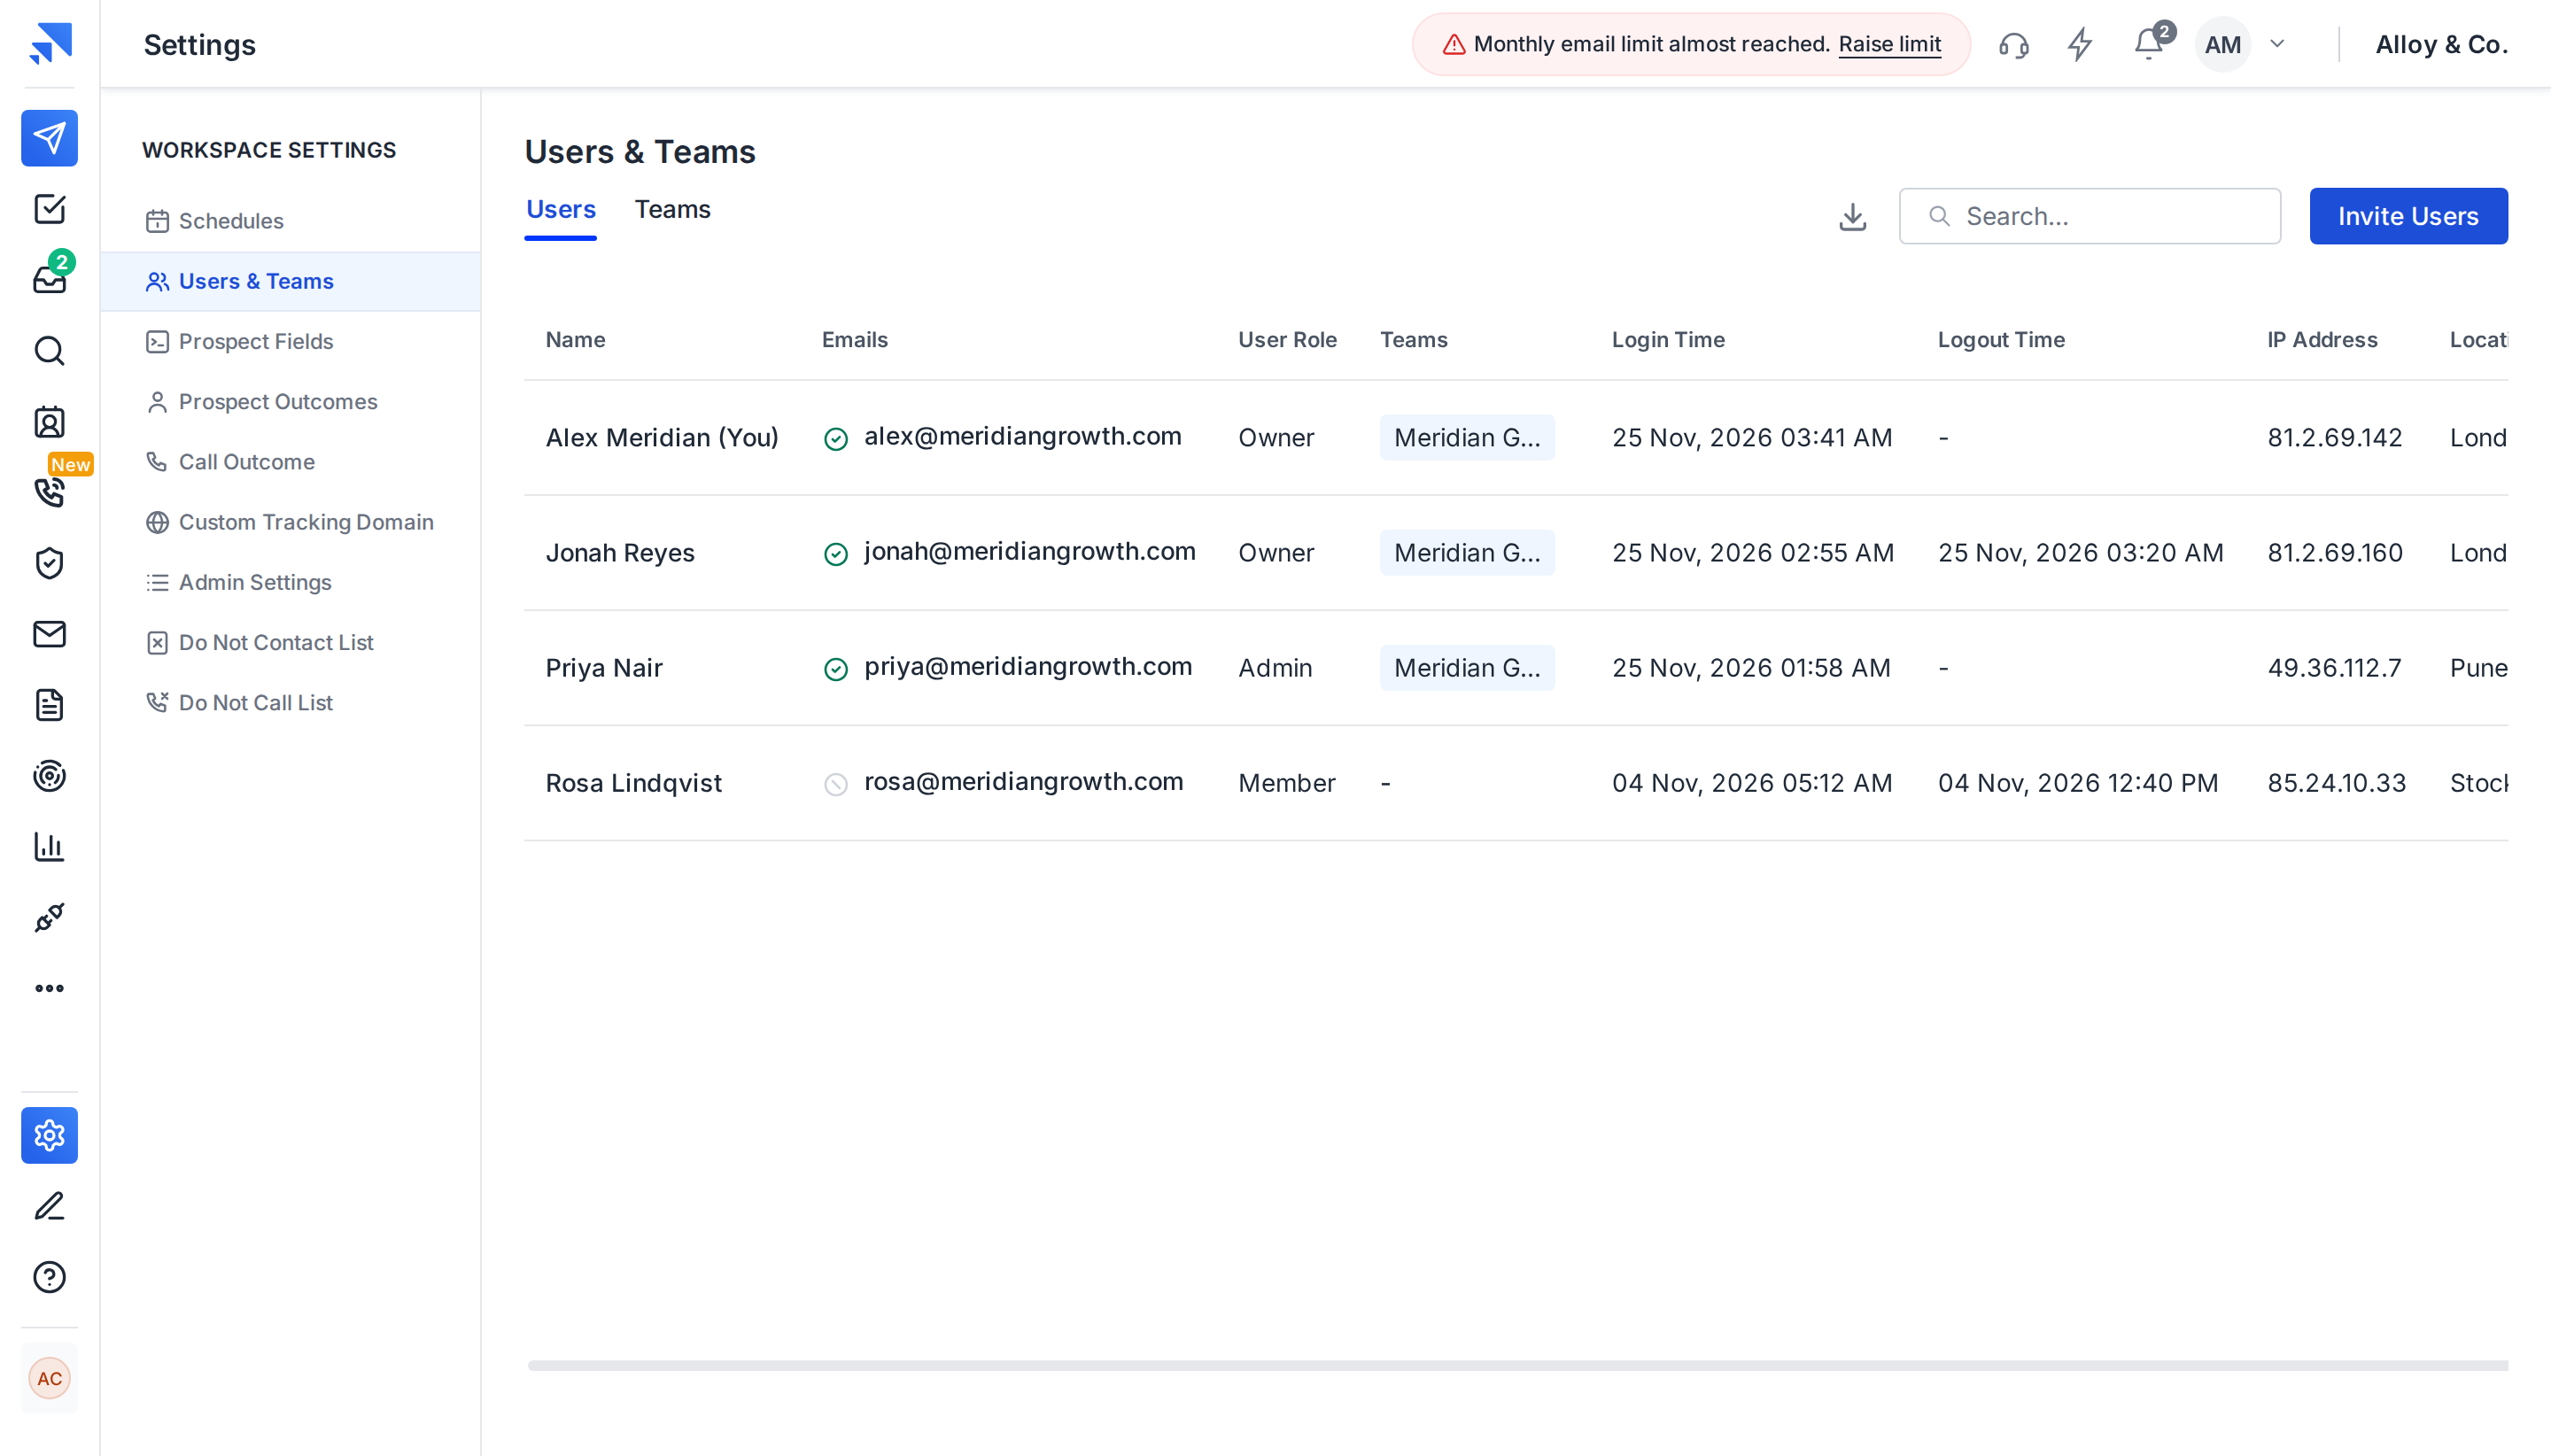 Settings
Monthly email limit almost reached. Raise limit
2
AM
Alloy & Co.
2
New
AC
WORKSPACE SETTINGS
Schedules
Users & Teams
Prospect Fields
Prospect Outcomes
Call Outcome
Custom Tracking Domain
Admin Settings
Do Not Contact List
Do Not Call List
Users & Teams
Users Teams
Search...
Invite Users
Name Emails User Role Teams Login Time Logout Time IP Address Locati
Alex Meridian (You) alex@meridiangrowth.com Owner Meridian G... 25 Nov, 2026 03:41 AM - 81.2.69.142 Lond
Jonah Reyes jonah@meridiangrowth.com Owner Meridian G... 25 Nov, 2026 02:55 AM 25 Nov, 2026 03:20 AM 81.2.69.160 Lond
Priya Nair priya@meridiangrowth.com Admin Meridian G... 25 Nov, 2026 01:58 AM - 49.36.112.7 Pune
Rosa Lindqvist rosa@meridiangrowth.com Member - 04 Nov, 2026 05:12 AM 04 Nov, 2026 12:40 PM 85.24.10.33 Stock